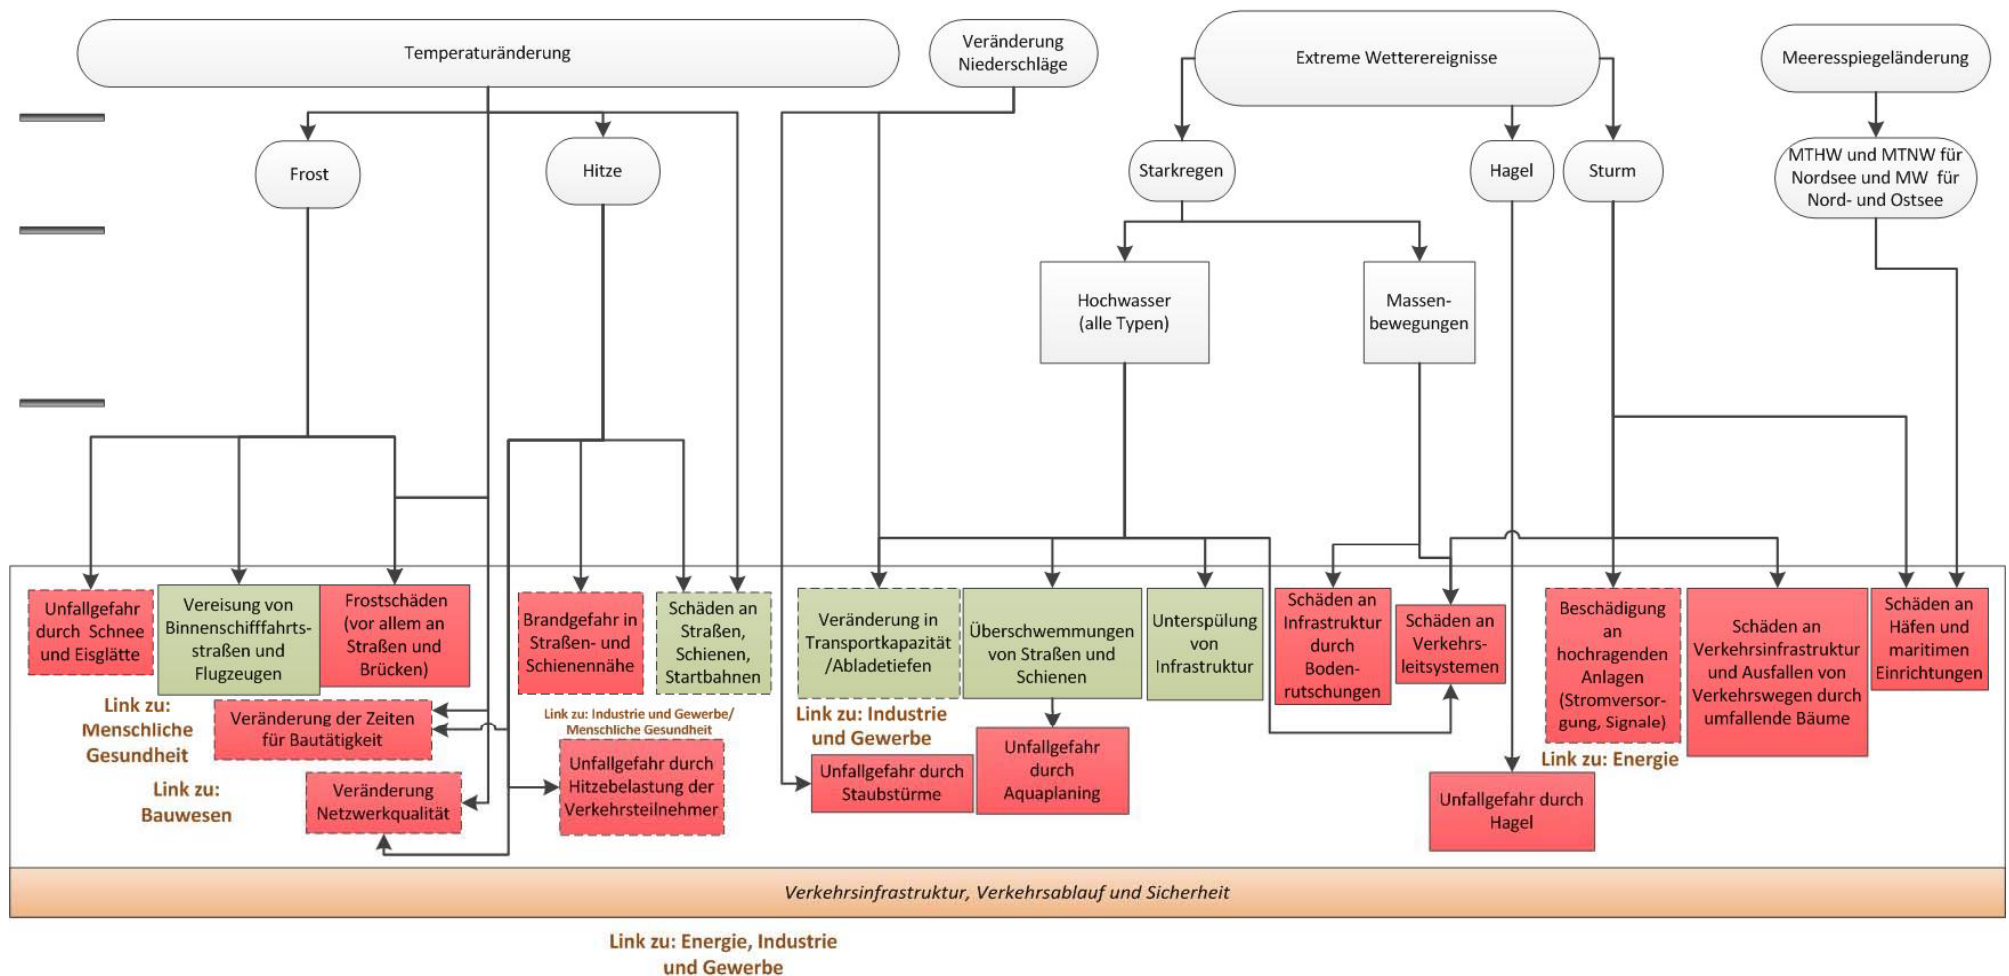 Temperaturänderung
Veränderung
Niederschläge
Extreme Wetterereignisse
Meeresspiegeländerung
Frost
Hitze
Starkregen
Hagel
Sturm
MTHW und MTNW für
Nordsee und MW für
Nord- und Ostsee
Hochwasser
(alle Typen)
Massen-
bewegungen
Unfallgefahr
durch Schnee
und Eisglätte
Vereisung von
Binnenschifffahrts-
straßen und
Flugzeugen
Frostschäden
(vor allem an
Straßen und
Brücken)
Brandgefahr in
Straßen- und
Schienennähe
Schäden an
Straßen,
Schienen,
Startbahnen
Veränderung in
Transportkapazität
/Abladetiefen
Überschwemmungen
von Straßen und
Schienen
Unterspülung
von
Infrastruktur
Schäden an
Infrastruktur
durch
Boden-
rutschungen
Schäden an
Verkehrs-
leitsystemen
Beschädigung
an
hochragenden
Anlagen
(Stromversor-
gung, Signale)
Schäden an
Verkehrsinfrastruktur
und Ausfallen von
Verkehrswegen durch
umfallende Bäume
Schäden an
Häfen und
maritimen
Einrichtungen
Link zu:
Menschliche
Gesundheit
Veränderung der Zeiten
für Bautätigkeit
Link zu: Industrie und Gewerbe/
Menschliche Gesundheit
Link zu: Industrie
und Gewerbe
Link zu: Energie
Link zu:
Bauwesen
Veränderung
Netzwerkqualität
Unfallgefahr durch
Hitzebelastung der
Verkehrsteilnehmer
Unfallgefahr durch
Staubstürme
Unfallgefahr
durch
Aquaplaning
Unfallgefahr durch
Hagel
Verkehrsinfrastruktur, Verkehrsablauf und Sicherheit
Link zu: Energie, Industrie
und Gewerbe